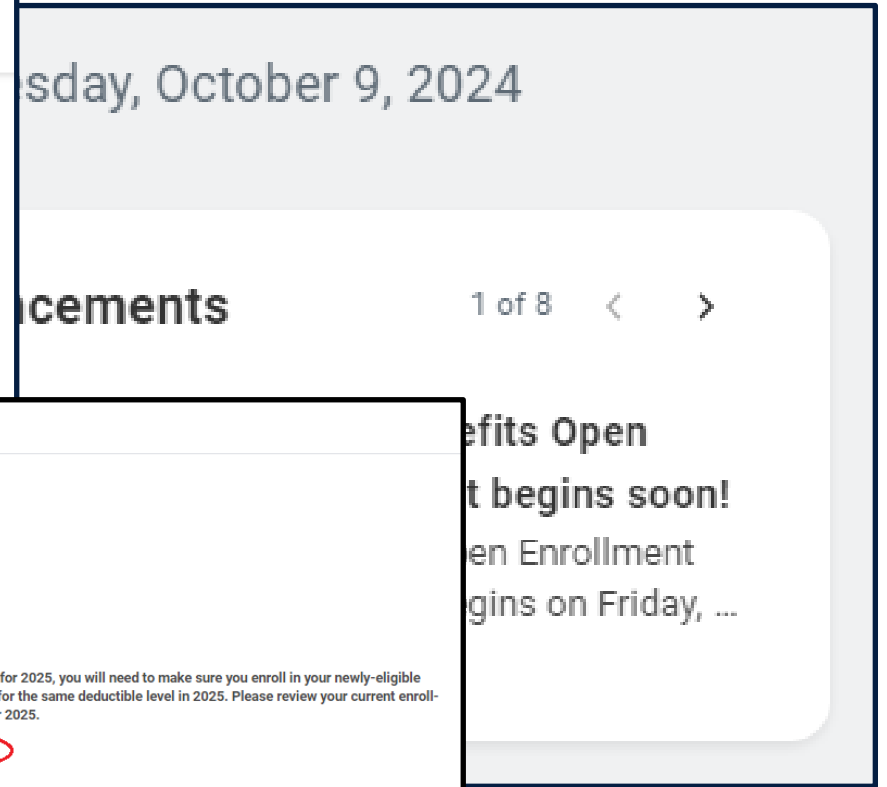 sday, October 9, 2024
cements
1 of 8
efits Open
t begins soon!
en Enrollment
gins on Friday, ...
for 2025, you will need to make sure you enroll in your newly-eligible
for the same deductible level in 2025. Please review your current enroll-
2025.